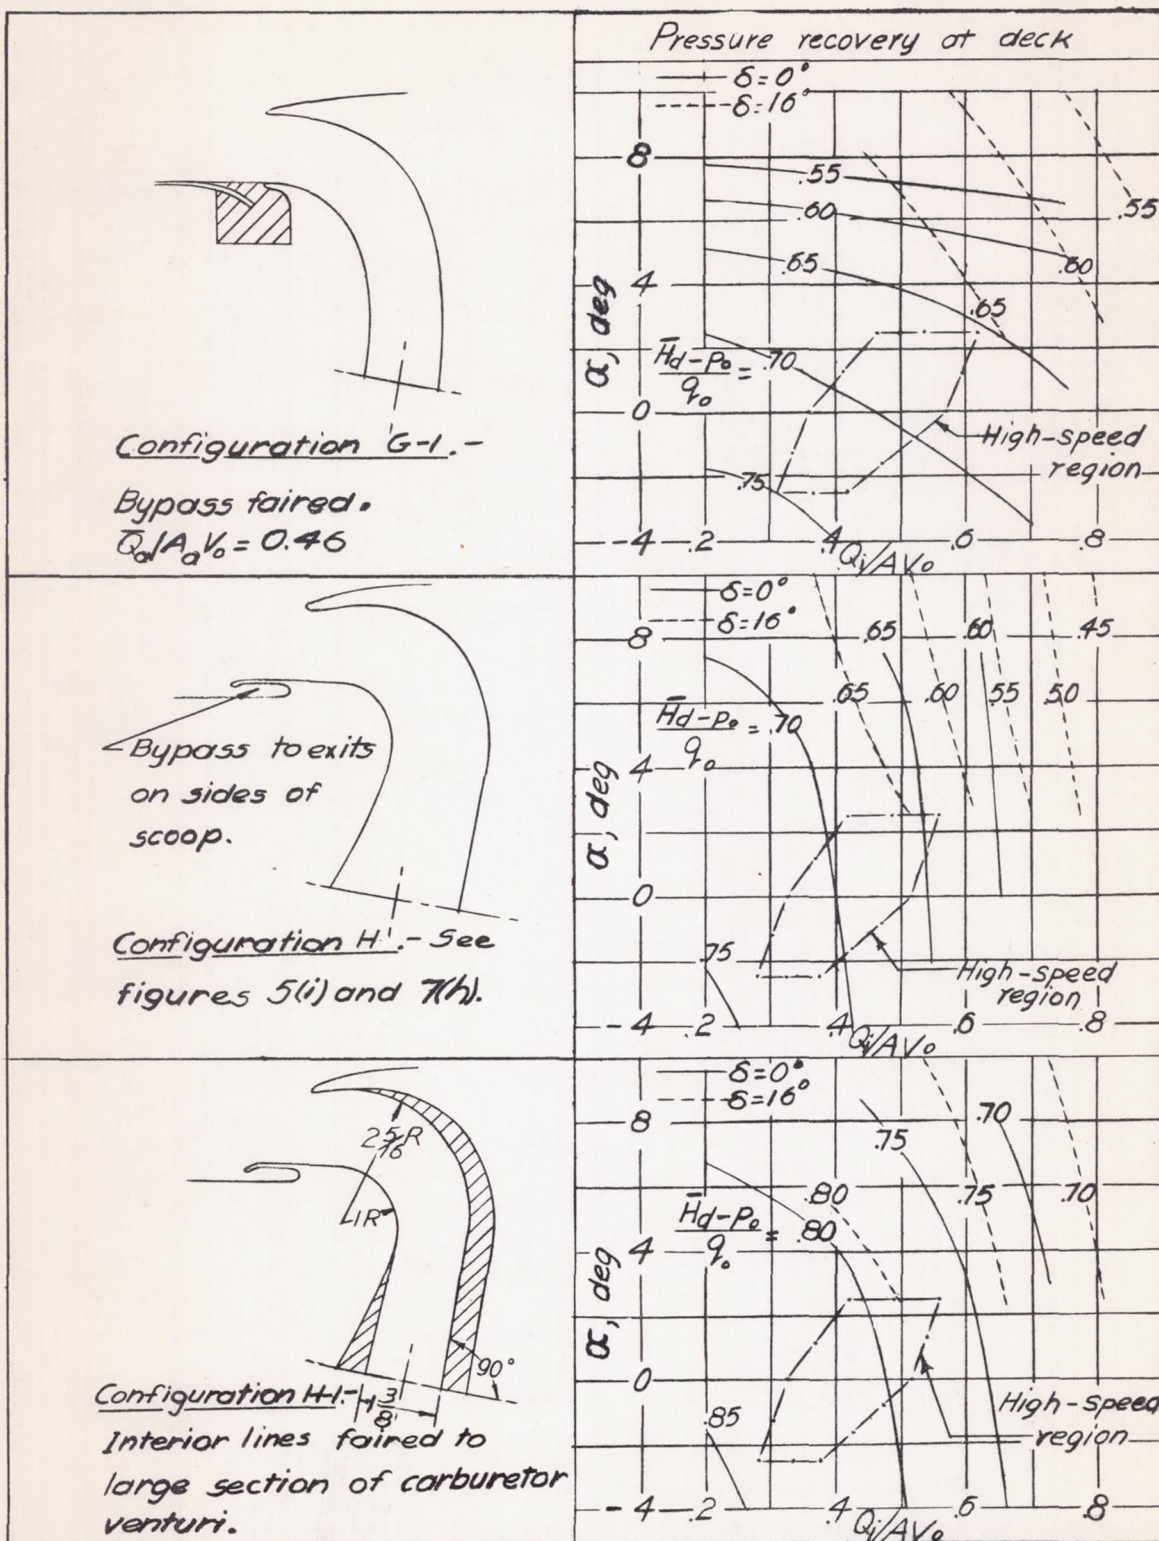 Pressure recovery at deck
δ=0°
δ=16°
8
4
0
-4
α, deg
.55
.60
.65
H̅d-p₀/q₀ = .70
.75
.65
.60
.55
High-speed
region
.2
.4
.6
.8
Qi/AV₀
Configuration G-1.-
Bypass faired.
Q̅a/AaV₀ = 0.46
δ=0°
δ=16°
8
4
0
-4
α, deg
.65
.60
.45
.65
.60
.55
.50
H̅d-p₀/q₀ = .70
.75
High-speed
region
.2
.4
.6
.8
Qi/AV₀
Bypass to exits
on sides of
scoop.
Configuration H.- See
figures 5(i) and 7(h).
δ=0°
δ=16°
8
4
0
-4
α, deg
.70
.75
.80
.75
.70
H̅d-p₀/q₀ = .80
.85
High-speed
region
.2
.4
.6
.8
Qi/AV₀
2 5/16 R
1R
90°
1 3/8
Configuration H-1.-
Interior lines faired to
large section of carburetor
venturi.